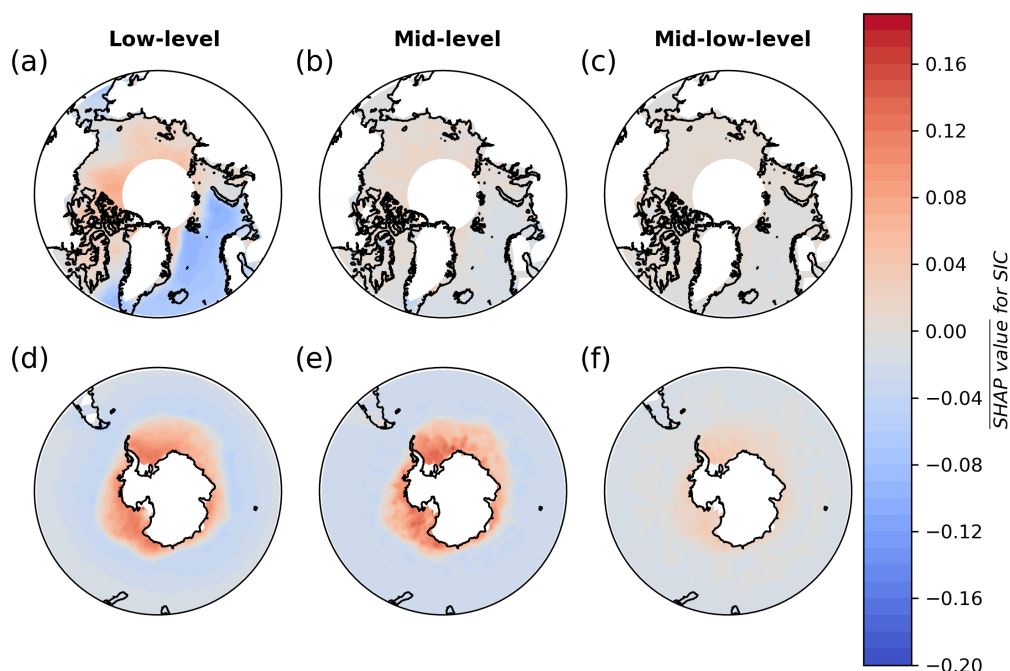 Low-level
Mid-level
Mid-low-level
(a)
(b)
(c)
(d)
(e)
(f)
0.16
0.12
0.08
0.04
0.00
−0.04
−0.08
−0.12
−0.16
−0.20
SHAP value for SIC